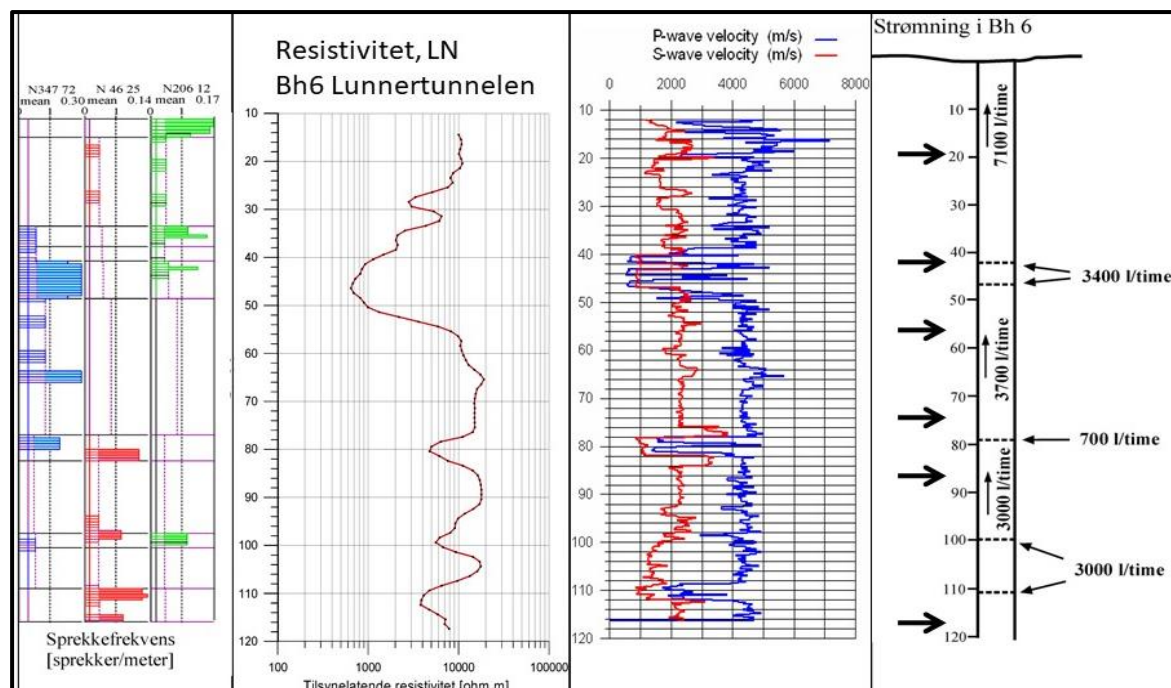 N347 72 N 46 25 N206 12
mean 0.30 mean 0.14 mean 0.17
0 0 0
Sprekkefrekvens
[sprekker/meter]
Resistivitet, LN
Bh6 Lunnertunnelen
10
20
30
40
50
60
70
80
90
100
110
120
100 1000 10000 100000
Tilsynelatende resistivitet [ohm m]
P-wave velocity (m/s)
S-wave velocity (m/s)
0 2000 4000 6000 8000
10
20
30
40
50
60
70
80
90
100
110
120
Strømning i Bh 6
10
20
30
40
50
60
70
80
90
100
110
120
7100 l/time
3700 l/time
3000 l/time
3400 l/time
700 l/time
3000 l/time